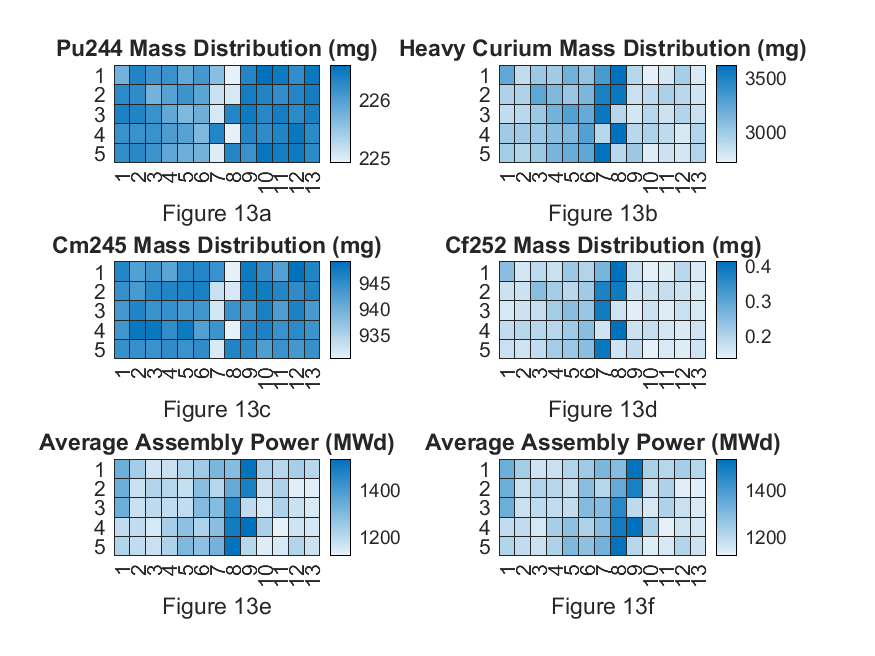 Pu244 Mass Distribution (mg)
1
2
3
4
5
226
225
1 2 3 4 5 6 7 8 9 10 11 12 13
Figure 13a
Heavy Curium Mass Distribution (mg)
1
2
3
4
5
3500
3000
1 2 3 4 5 6 7 8 9 10 11 12 13
Figure 13b
Cm245 Mass Distribution (mg)
1
2
3
4
5
945
940
935
1 2 3 4 5 6 7 8 9 10 11 12 13
Figure 13c
Cf252 Mass Distribution (mg)
1
2
3
4
5
0.4
0.3
0.2
1 2 3 4 5 6 7 8 9 10 11 12 13
Figure 13d
Average Assembly Power (MWd)
1
2
3
4
5
1400
1200
1 2 3 4 5 6 7 8 9 10 11 12 13
Figure 13e
Average Assembly Power (MWd)
1
2
3
4
5
1400
1200
1 2 3 4 5 6 7 8 9 10 11 12 13
Figure 13f